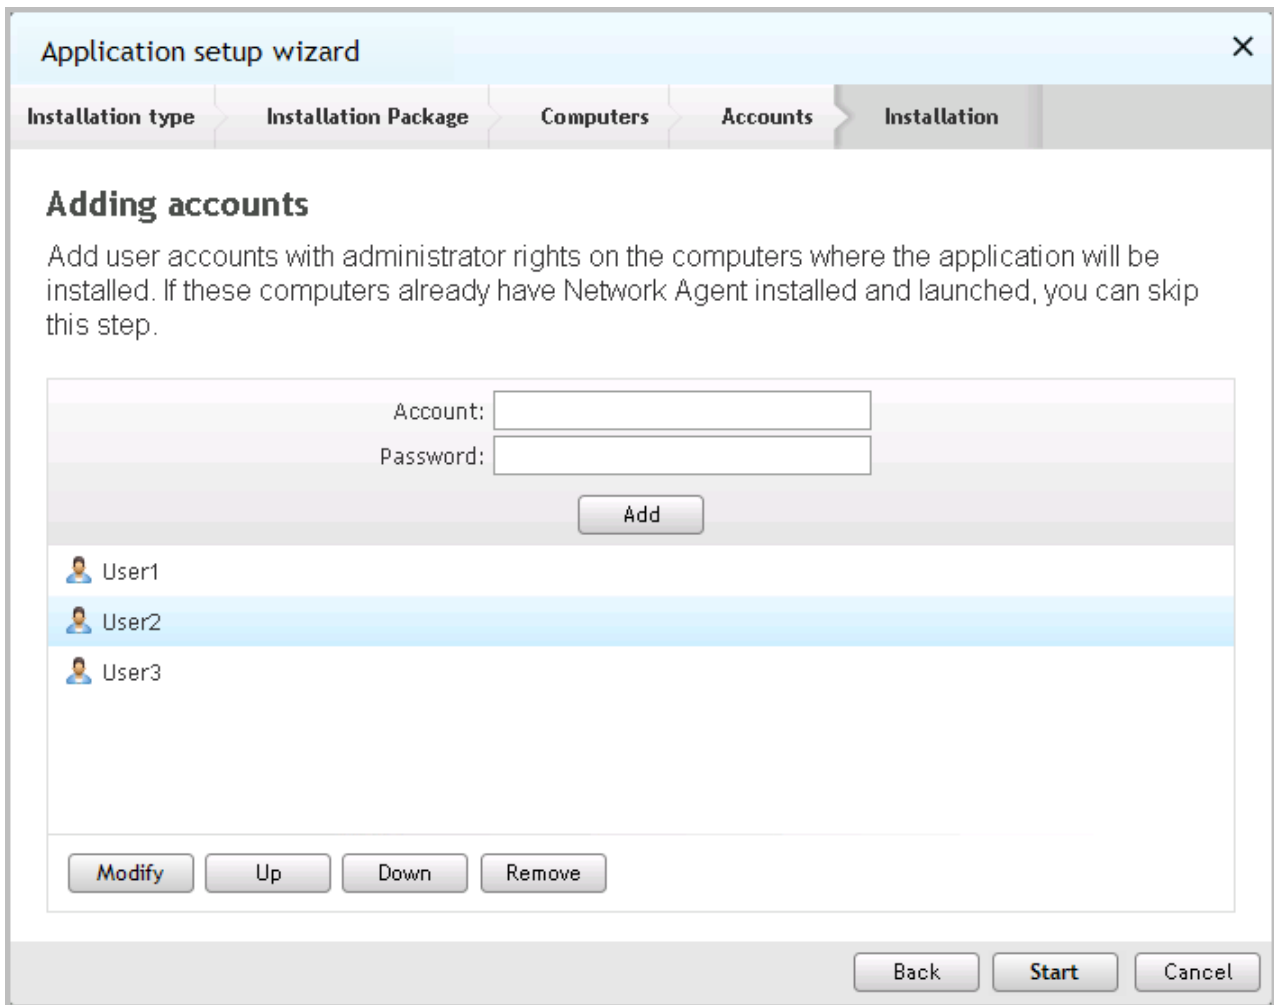 Application setup wizard
Installation type Installation Package Computers Accounts Installation
Adding accounts
Add user accounts with administrator rights on the computers where the application will be
installed. If these computers already have Network Agent installed and launched, you can skip
this step.
Account:
Password:
Add
User1
User2
User3
Modify Up Down Remove
Back Start Cancel